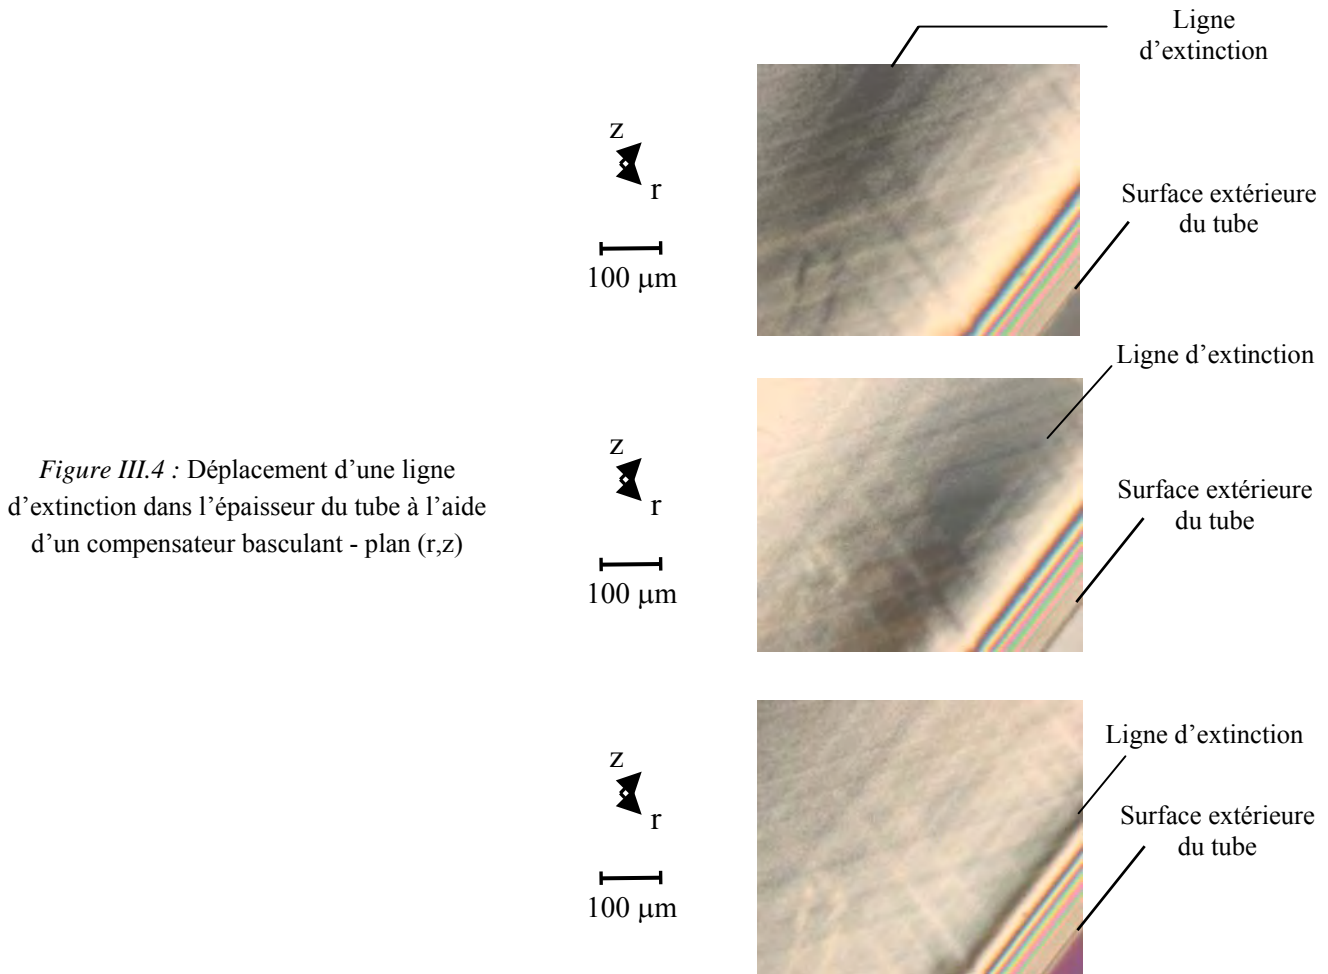 Ligne
d'extinction
z
r
100 μm
Surface extérieure
du tube
Ligne d'extinction
z
r
100 μm
Surface extérieure
du tube
Figure III.4 : Déplacement d'une ligne
d'extinction dans l'épaisseur du tube à l'aide
d'un compensateur basculant - plan (r,z)
Ligne d'extinction
z
r
100 μm
Surface extérieure
du tube